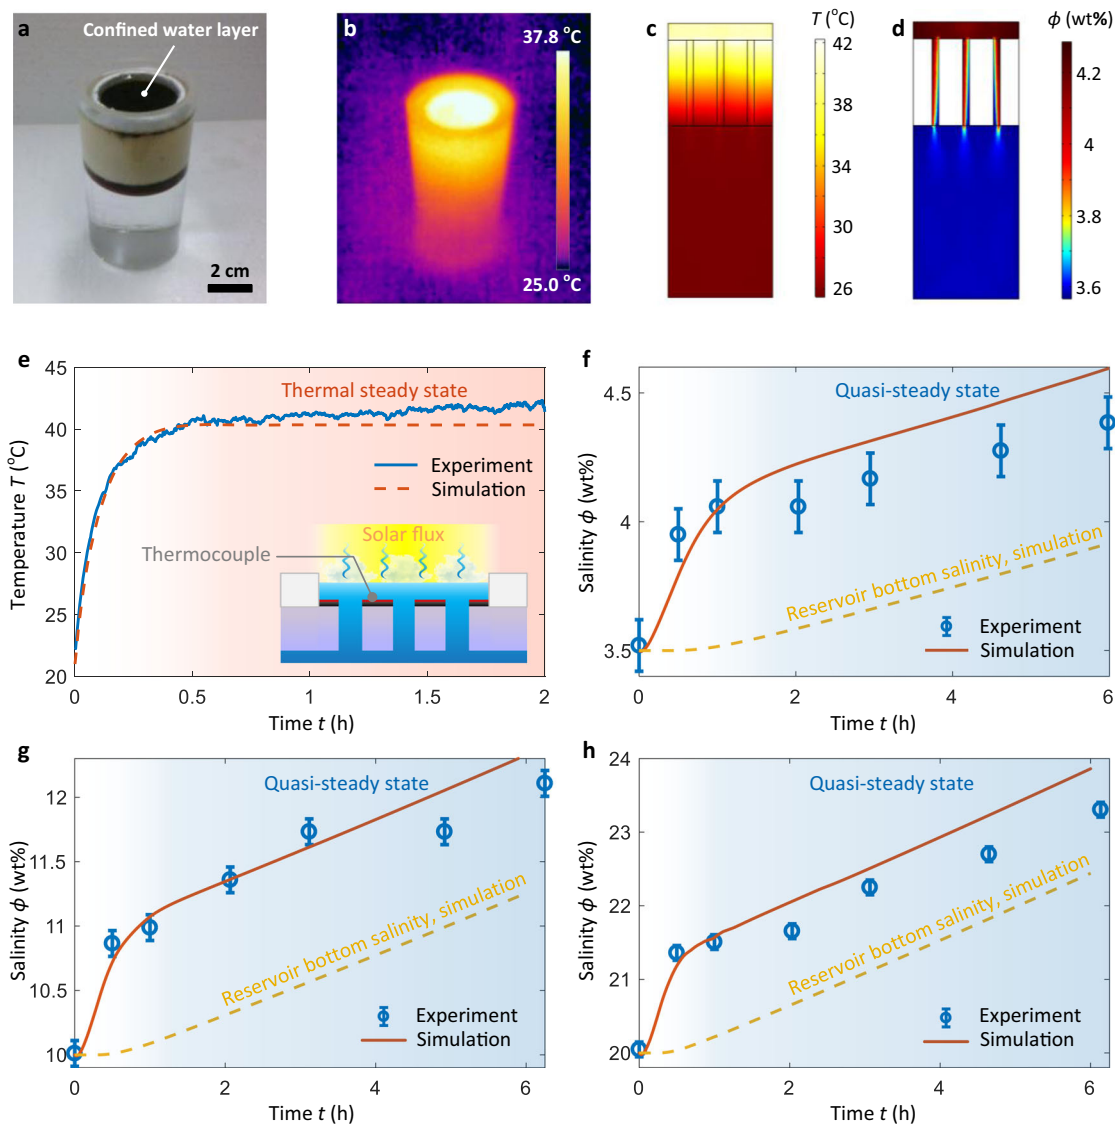 a
Confined water layer
2 cm
b
37.8 °C
25.0 °C
c
T (°C)
42
38
34
30
26
d
ϕ (wt%)
4.2
4
3.8
3.6
e
Thermal steady state
Experiment
Simulation
Solar flux
Thermocouple
Temperature T (°C)
45
40
35
30
25
20
0
0.5
1
1.5
2
Time t (h)
f
Quasi-steady state
Reservoir bottom salinity, simulation
Experiment
Simulation
Salinity ϕ (wt%)
4.5
4
3.5
0
2
4
6
Time t (h)
g
Quasi-steady state
Reservoir bottom salinity, simulation
Experiment
Simulation
Salinity ϕ (wt%)
12
11.5
11
10.5
10
0
2
4
6
Time t (h)
h
Quasi-steady state
Reservoir bottom salinity, simulation
Experiment
Simulation
Salinity ϕ (wt%)
24
23
22
21
20
0
2
4
6
Time t (h)